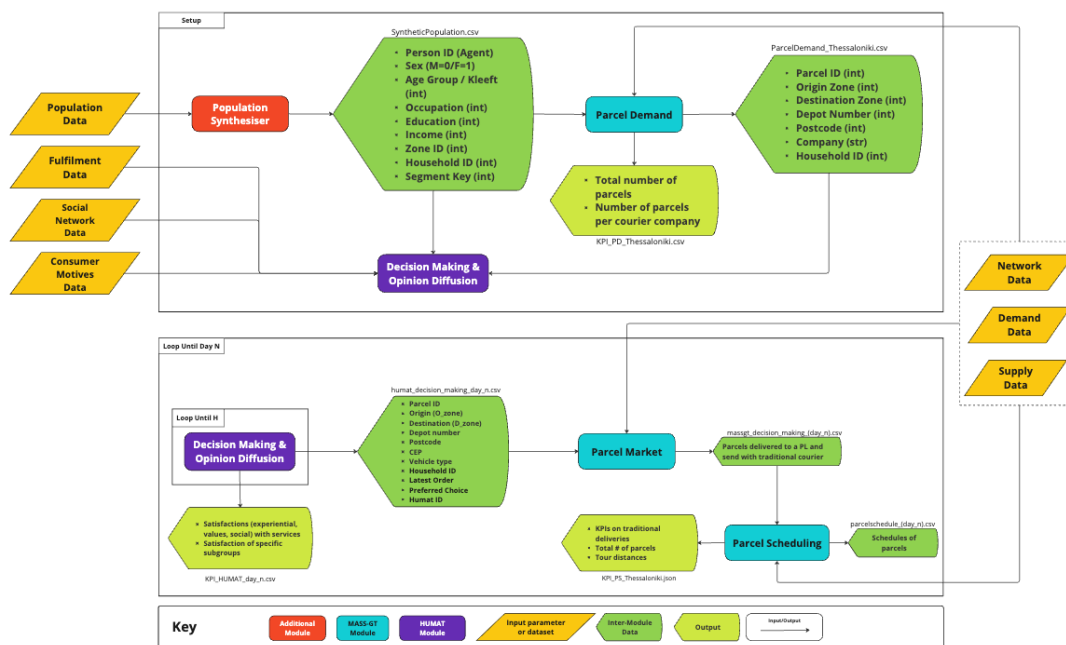 Setup
SyntheticPopulation.csv
Person ID (Agent)
Sex (M=0/F=1)
Age Group / Kleeft
(int)
Occupation (int)
Education (int)
Income (int)
Zone ID (int)
Household ID (int)
Segment Key (int)
ParcelDemand_Thessaloniki.csv
Parcel ID (int)
Origin Zone (int)
Destination Zone (int)
Depot Number (int)
Postcode (int)
Company (str)
Household ID (int)
Population
Data
Population
Synthesiser
Parcel Demand
Fulfilment
Data
Total number of
parcels
Number of parcels
per courier company
KPI_PD_Thessaloniki.csv
Social
Network
Data
Consumer
Motives
Data
Decision Making &
Opinion Diffusion
Network
Data
Demand
Data
Supply
Data
Loop Until Day N
humat_decision_making_day_n.csv
Parcel ID
Origin (O_zone)
Destination (D_zone)
Depot number
Postcode
CEP
Vehicle type
Household ID
Latest Order
Preferred Choice
Humat ID
Loop Until H
Decision Making &
Opinion Diffusion
Parcel Market
massgt_decision_making_(day_n).csv
Parcels delivered to a PL and
send with traditional courier
Satisfactions (experiential,
values, social) with services
Satisfaction of specific
subgroups
KPI_HUMAT_day_n.csv
KPIs on traditional
deliveries
Total # of parcels
Tour distances
KPI_PS_Thessaloniki.json
Parcel Scheduling
parcelschedule_(day_n).csv
Schedules of
parcels
Key
Additional
Module
MASS-GT
Module
HUMAT
Module
Input parameter
or dataset
Inter-Module
Data
Output
Input/Output